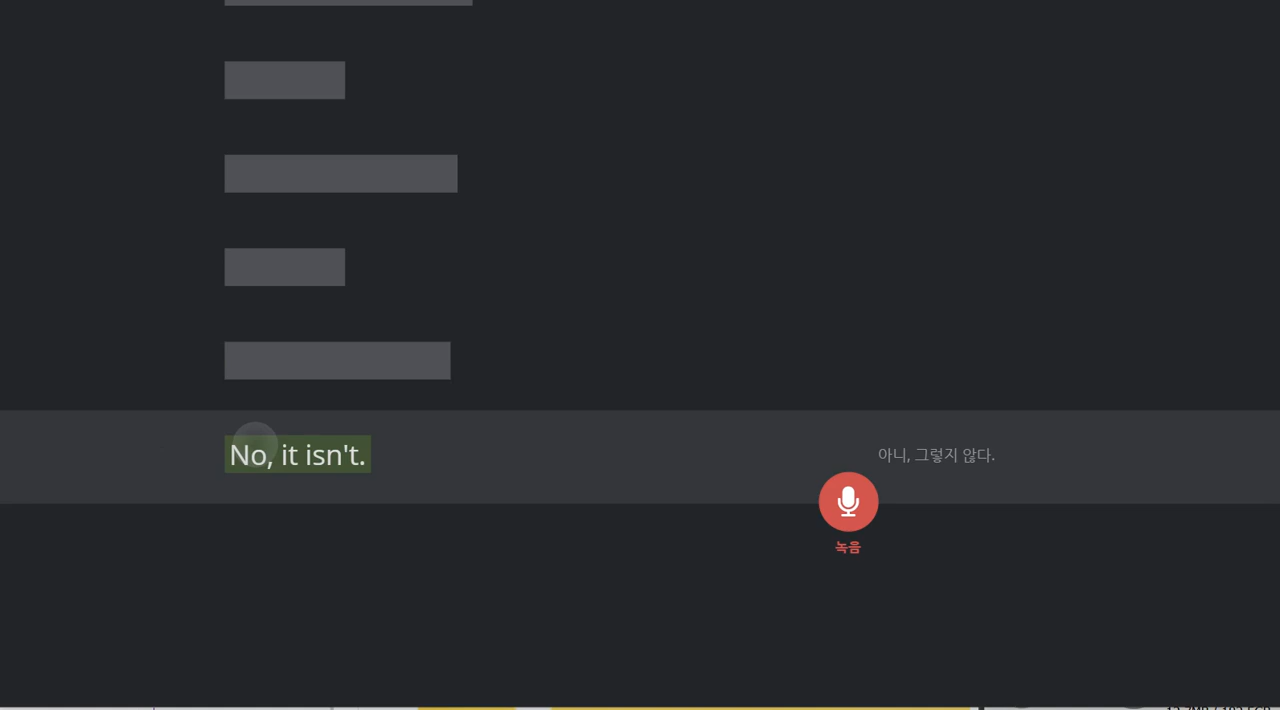 No, it isn't.
아니, 그렇지 않다.
녹음